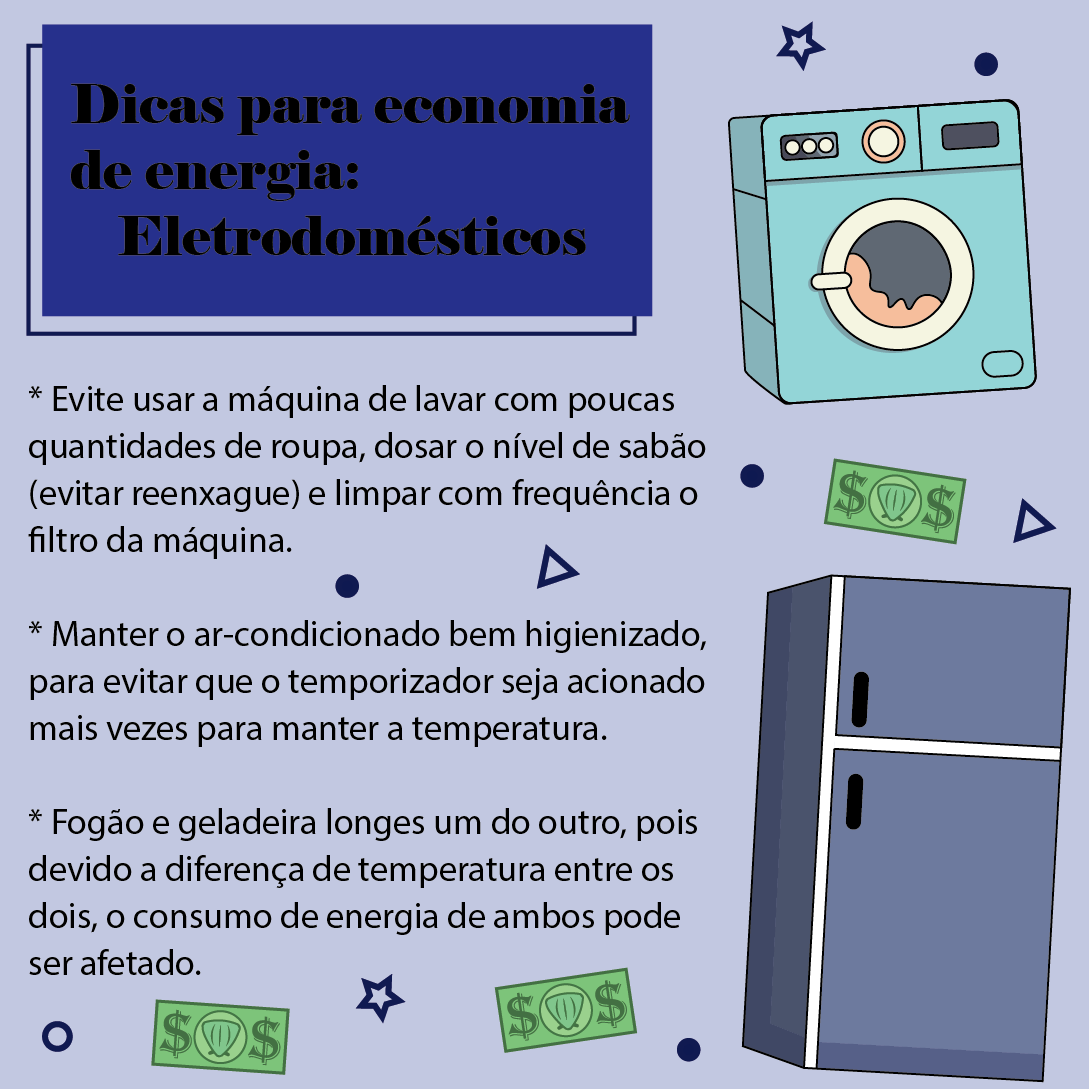 Dicas para economia
de energia:
Eletrodomésticos
* Evite usar a máquina de lavar com poucas
quantidades de roupa, dosar o nível de sabão
(evitar reenxague) e limpar com frequência o
filtro da máquina.
* Manter o ar-condicionado bem higienizado,
para evitar que o temporizador seja acionado
mais vezes para manter a temperatura.
* Fogão e geladeira longes um do outro, pois
devido a diferença de temperatura entre os
dois, o consumo de energia de ambos pode
ser afetado.
$ $
$ $
$ $